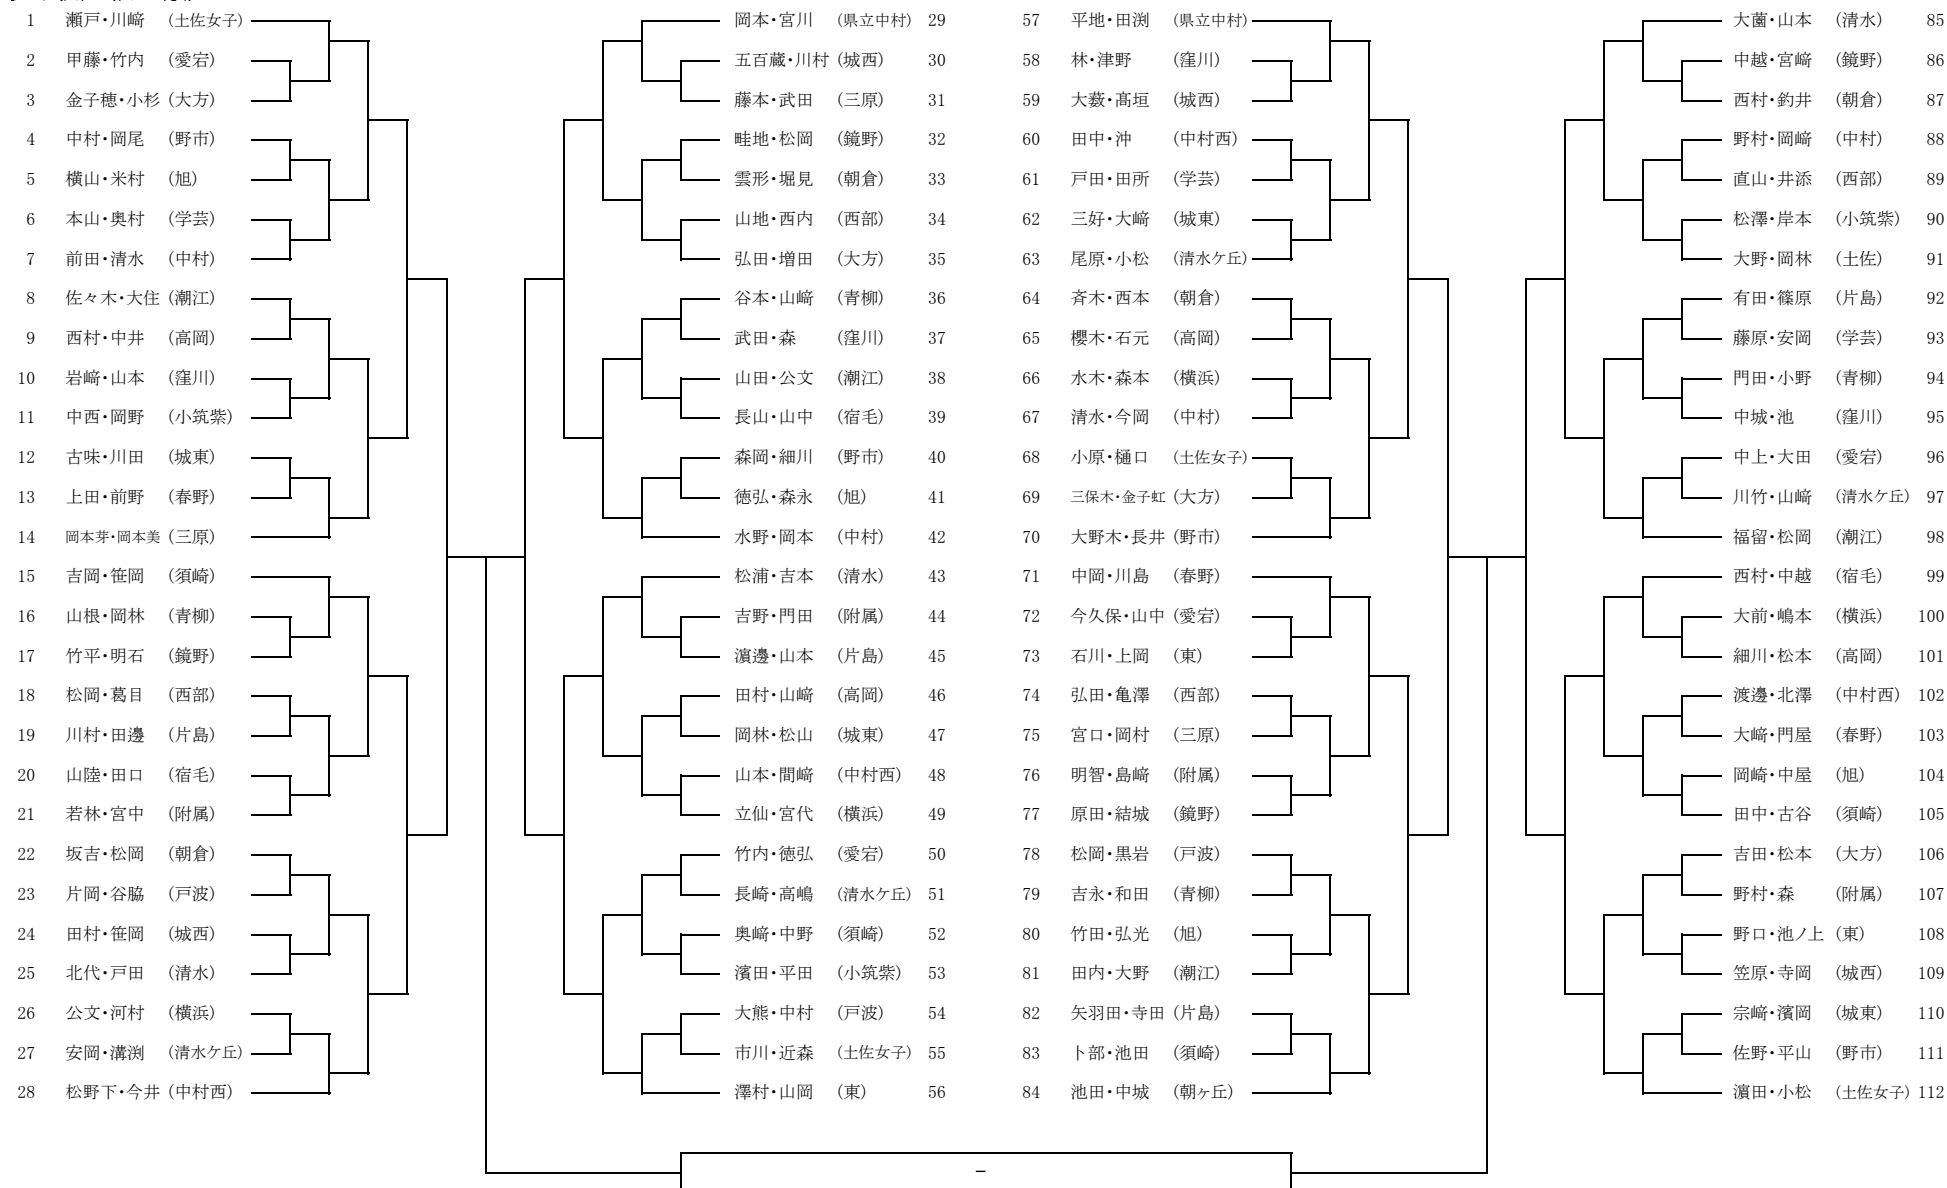 1 瀬戸・川﨑 (土佐女子)
2 甲藤・竹内 (愛宕)
3 金子穂・小杉 (大方)
4 中村・岡尾 (野市)
5 横山・米村 (旭)
6 本山・奥村 (学芸)
7 前田・清水 (中村)
8 佐々木・大住 (潮江)
9 西村・中井 (高岡)
10 岩﨑・山本 (窪川)
11 中西・岡野 (小筑紫)
12 古味・川田 (城東)
13 上田・前野 (春野)
14 岡本芽・岡本美 (三原)
15 吉岡・笹岡 (須崎)
16 山根・岡林 (青柳)
17 竹平・明石 (鏡野)
18 松岡・葛目 (西部)
19 川村・田邊 (片島)
20 山陸・田口 (宿毛)
21 若林・宮中 (附属)
22 坂吉・松岡 (朝倉)
23 片岡・谷脇 (戸波)
24 田村・笹岡 (城西)
25 北代・戸田 (清水)
26 公文・河村 (横浜)
27 安岡・溝渕 (清水ケ丘)
28 松野下・今井 (中村西)
岡本・宮川 (県立中村) 29
五百蔵・川村 (城西) 30
藤本・武田 (三原) 31
畦地・松岡 (鏡野) 32
雲形・堀見 (朝倉) 33
山地・西内 (西部) 34
弘田・増田 (大方) 35
谷本・山﨑 (青柳) 36
武田・森 (窪川) 37
山田・公文 (潮江) 38
長山・山中 (宿毛) 39
森岡・細川 (野市) 40
徳弘・森永 (旭) 41
水野・岡本 (中村) 42
松浦・吉本 (清水) 43
吉野・門田 (附属) 44
濵邊・山本 (片島) 45
田村・山﨑 (高岡) 46
岡林・松山 (城東) 47
山本・間﨑 (中村西) 48
立仙・宮代 (横浜) 49
竹内・徳弘 (愛宕) 50
長崎・高嶋 (清水ケ丘) 51
奥﨑・中野 (須崎) 52
濱田・平田 (小筑紫) 53
大熊・中村 (戸波) 54
市川・近森 (土佐女子) 55
澤村・山岡 (東) 56
57 平地・田渕 (県立中村)
58 林・津野 (窪川)
59 大薮・髙垣 (城西)
60 田中・沖 (中村西)
61 戸田・田所 (学芸)
62 三好・大﨑 (城東)
63 尾原・小松 (清水ケ丘)
64 斉木・西本 (朝倉)
65 櫻木・石元 (高岡)
66 水木・森本 (横浜)
67 清水・今岡 (中村)
68 小原・樋口 (土佐女子)
69 三保木・金子虹 (大方)
70 大野木・長井 (野市)
71 中岡・川島 (春野)
72 今久保・山中 (愛宕)
73 石川・上岡 (東)
74 弘田・亀澤 (西部)
75 宮口・岡村 (三原)
76 明智・島﨑 (附属)
77 原田・結城 (鏡野)
78 松岡・黒岩 (戸波)
79 吉永・和田 (青柳)
80 竹田・弘光 (旭)
81 田内・大野 (潮江)
82 矢羽田・寺田 (片島)
83 卜部・池田 (須崎)
84 池田・中城 (朝ヶ丘)
大薗・山本 (清水) 85
中越・宮﨑 (鏡野) 86
西村・釣井 (朝倉) 87
野村・岡﨑 (中村) 88
直山・井添 (西部) 89
松澤・岸本 (小筑紫) 90
大野・岡林 (土佐) 91
有田・篠原 (片島) 92
藤原・安岡 (学芸) 93
門田・小野 (青柳) 94
中城・池 (窪川) 95
中上・大田 (愛宕) 96
川竹・山﨑 (清水ケ丘) 97
福留・松岡 (潮江) 98
西村・中越 (宿毛) 99
大前・嶋本 (横浜) 100
細川・松本 (高岡) 101
渡邊・北澤 (中村西) 102
大﨑・門屋 (春野) 103
岡崎・中屋 (旭) 104
田中・古谷 (須崎) 105
吉田・松本 (大方) 106
野村・森 (附属) 107
野口・池ノ上 (東) 108
笠原・寺岡 (城西) 109
宗﨑・濱岡 (城東) 110
佐野・平山 (野市) 111
濵田・小松 (土佐女子) 112
－